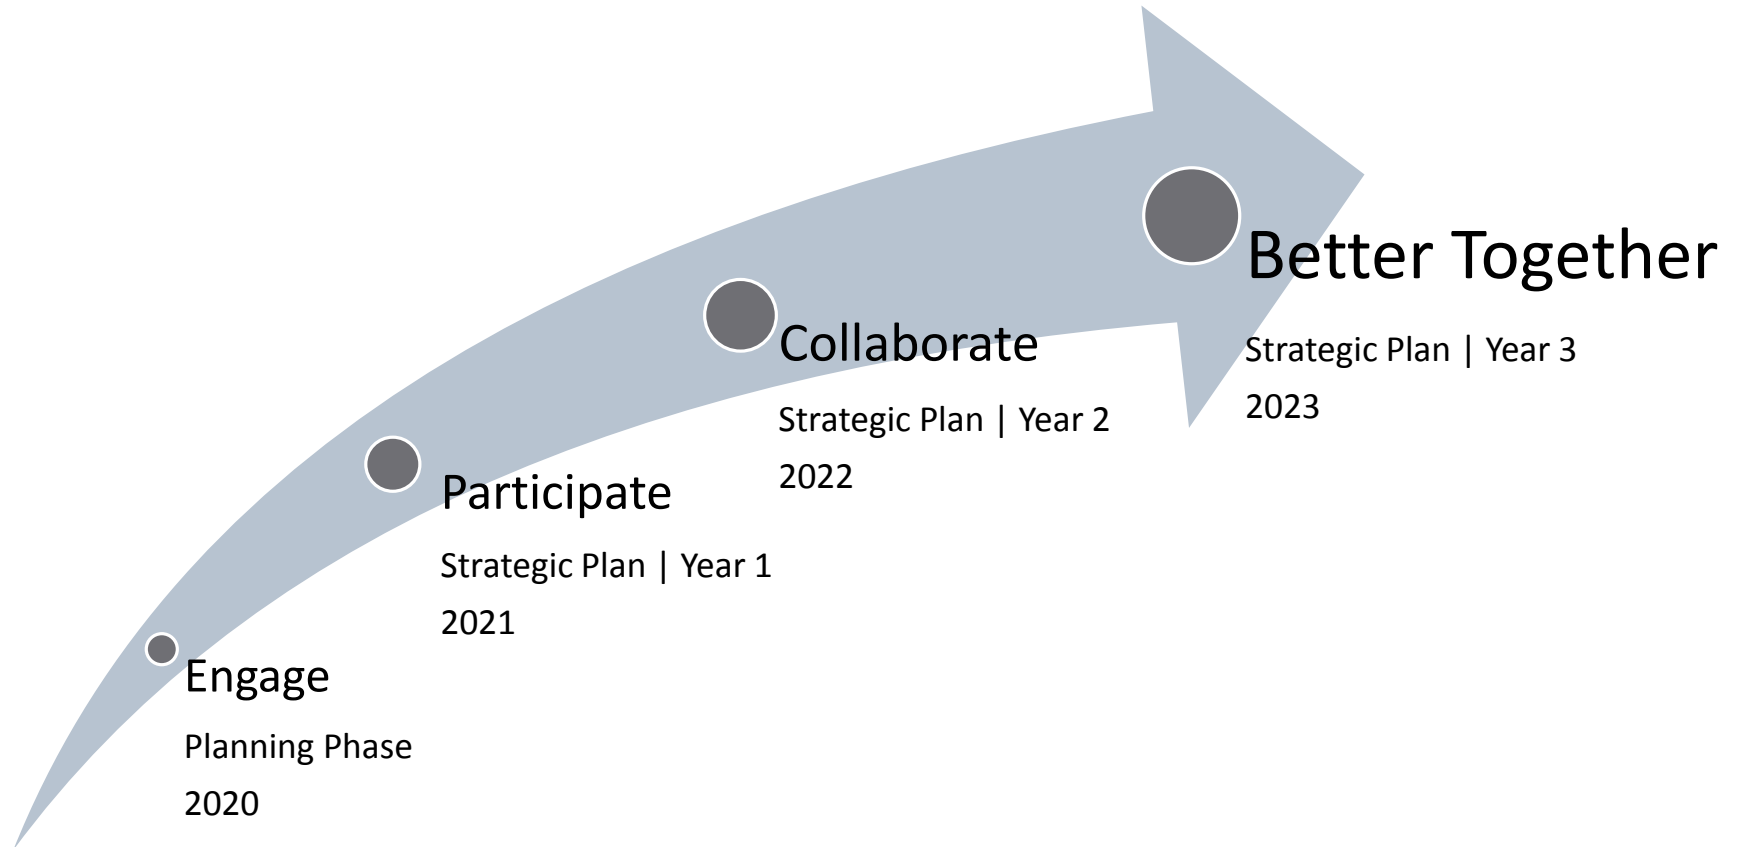 Engage
Planning Phase
2020
Participate
Strategic Plan | Year 1
2021
Collaborate
Strategic Plan | Year 2
2022
Better Together
Strategic Plan | Year 3
2023